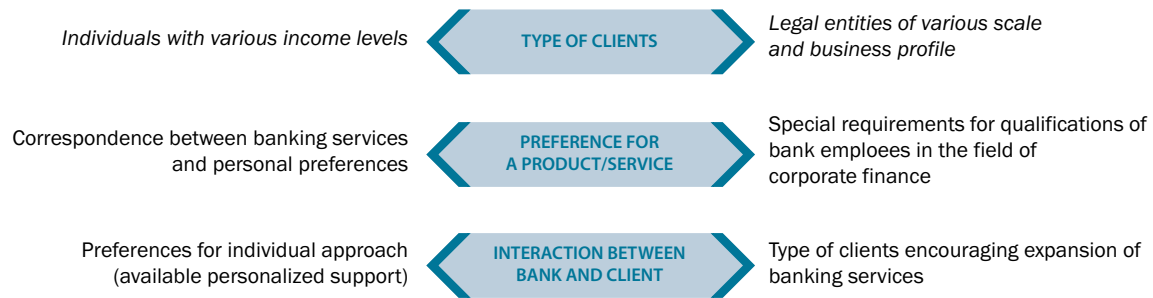 Individuals with various income levels
TYPE OF CLIENTS
Legal entities of various scale
and business profile
Correspondence between banking services
and personal preferences
PREFERENCE FOR
A PRODUCT/SERVICE
Special requirements for qualifications of
bank emploees in the field of
corporate finance
Preferences for individual approach
(available personalized support)
INTERACTION BETWEEN
BANK AND CLIENT
Type of clients encouraging expansion of
banking services